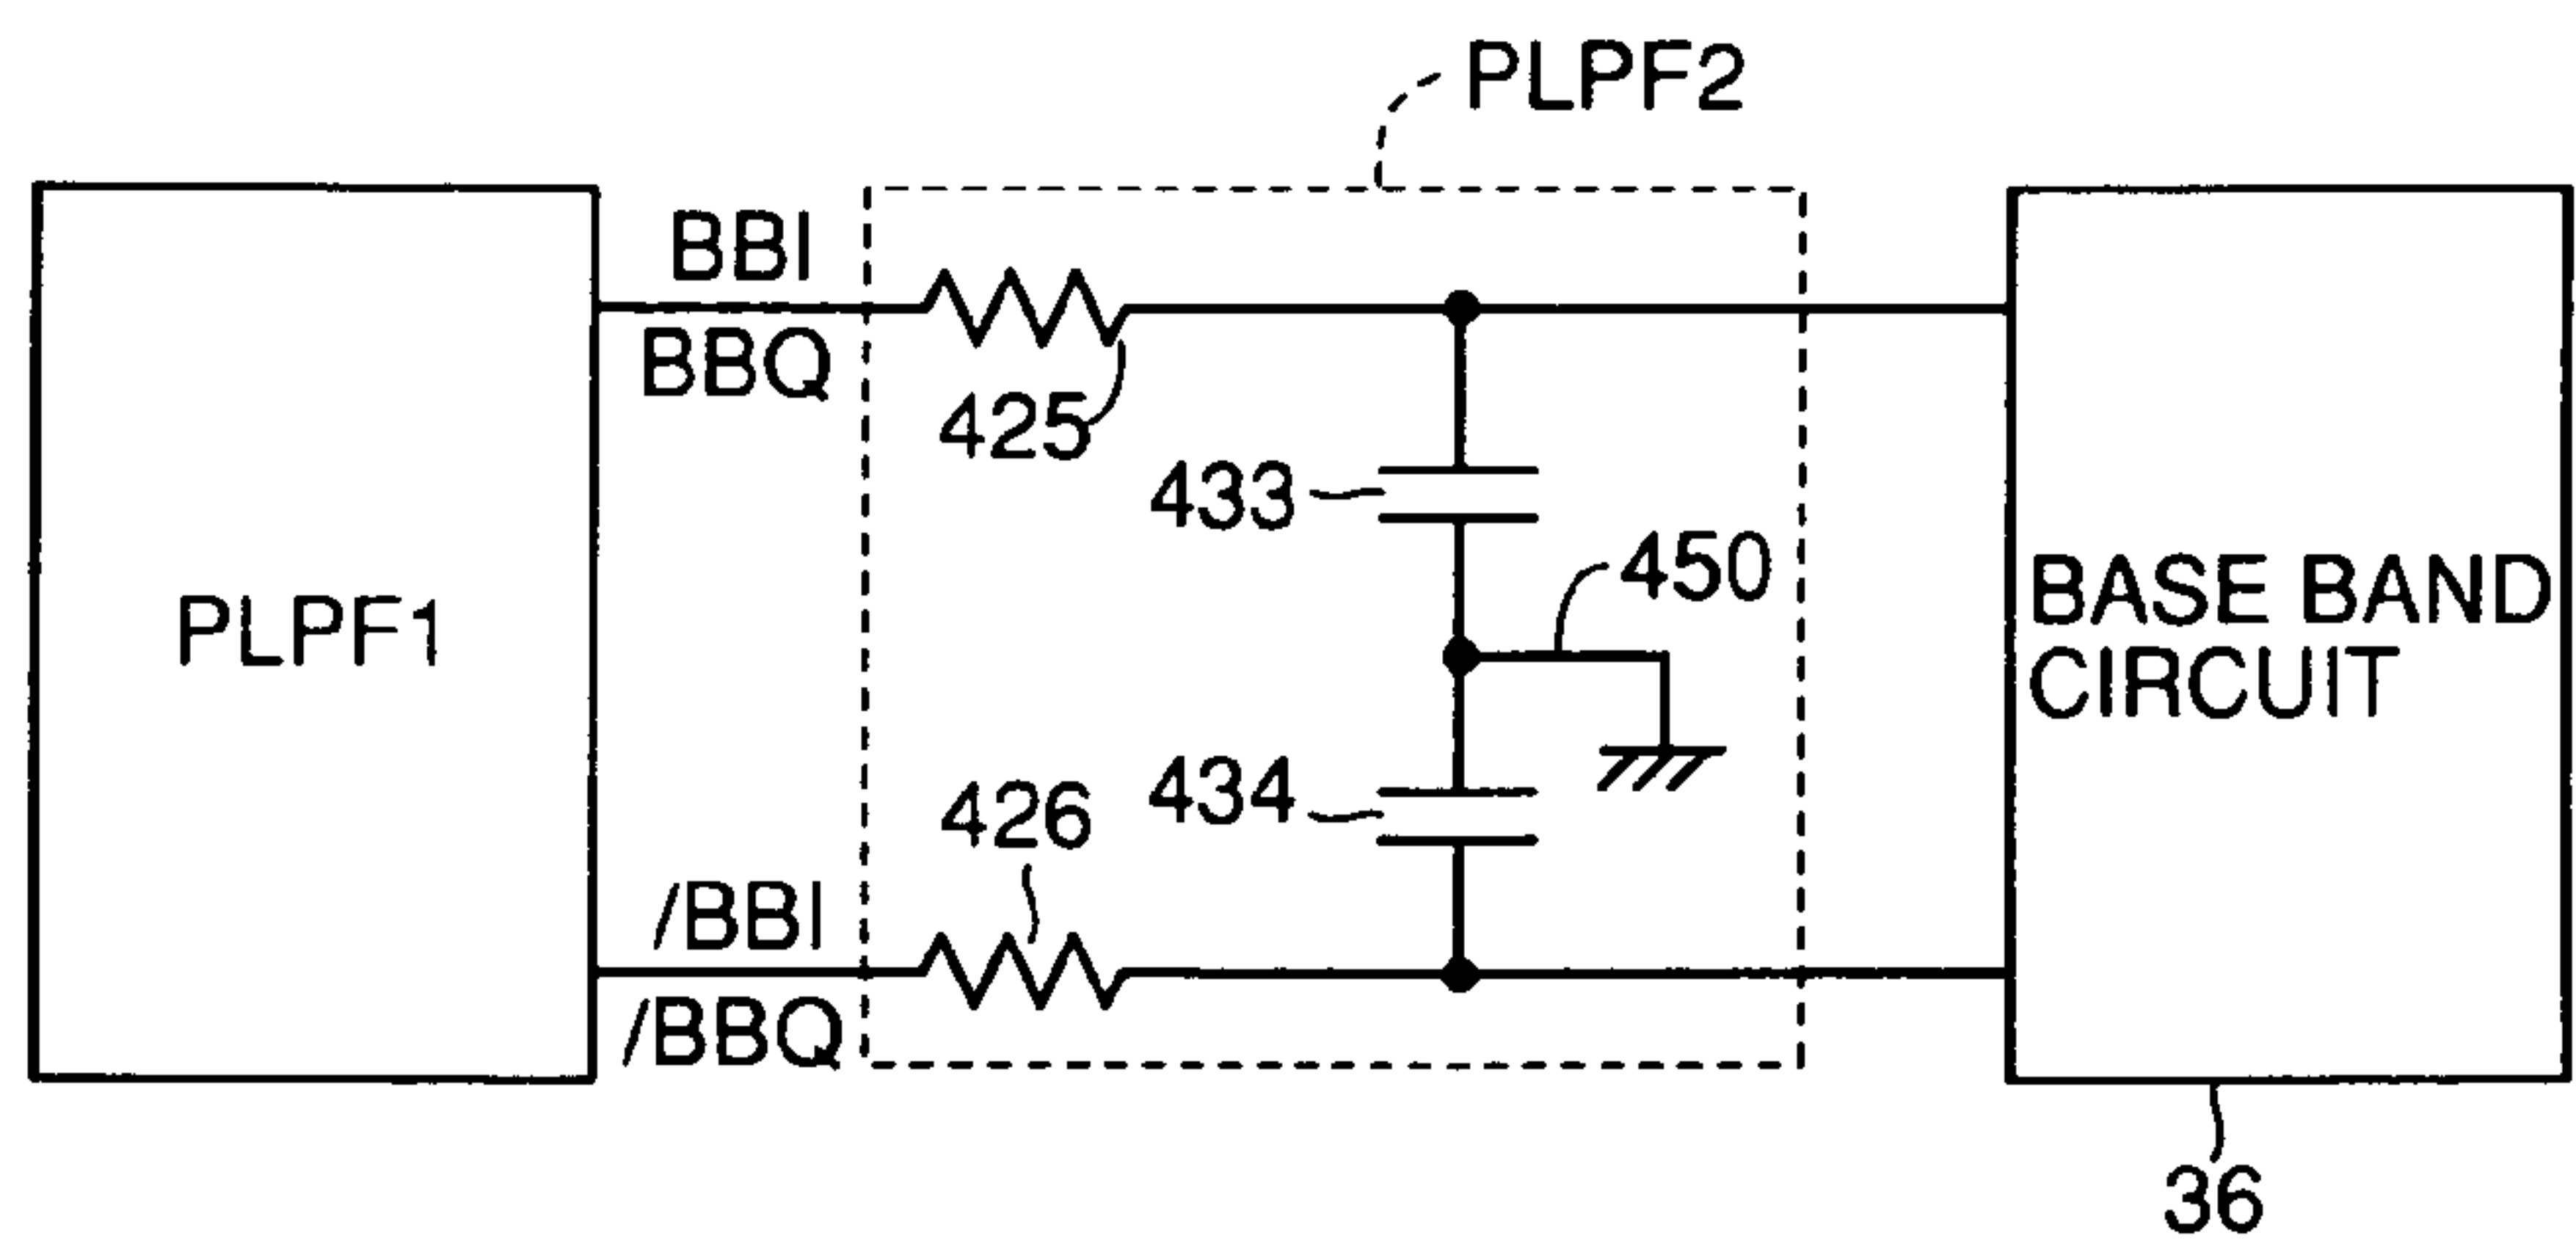 PLPF2
BBI
BBQ
425
433
450
PLPF1
BASE BAND
CIRCUIT
434
426
/BBI
/BBQ
36